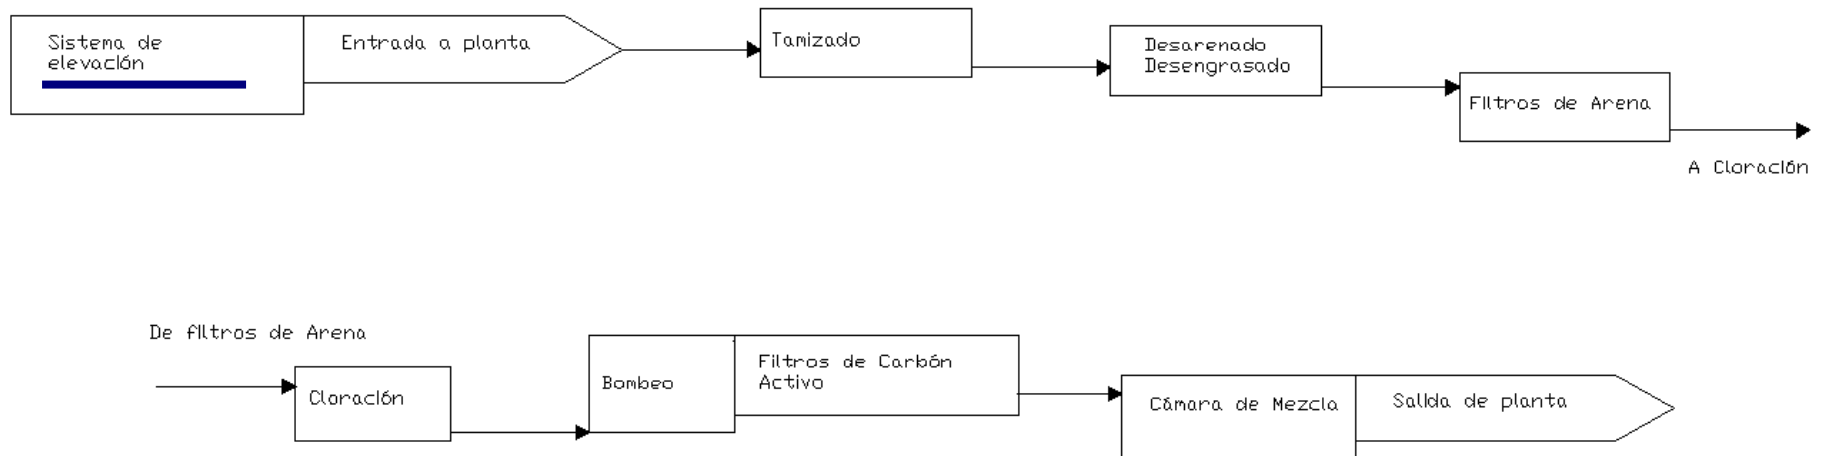 Sistema de
elevación
Entrada a planta
Tamizado
Desarenado
Desengrasado
Filtros de Arena
A Cloración
De filtros de Arena
Cloración
Bombeo
Filtros de Carbón
Activo
Cámara de Mezcla
Salida de planta